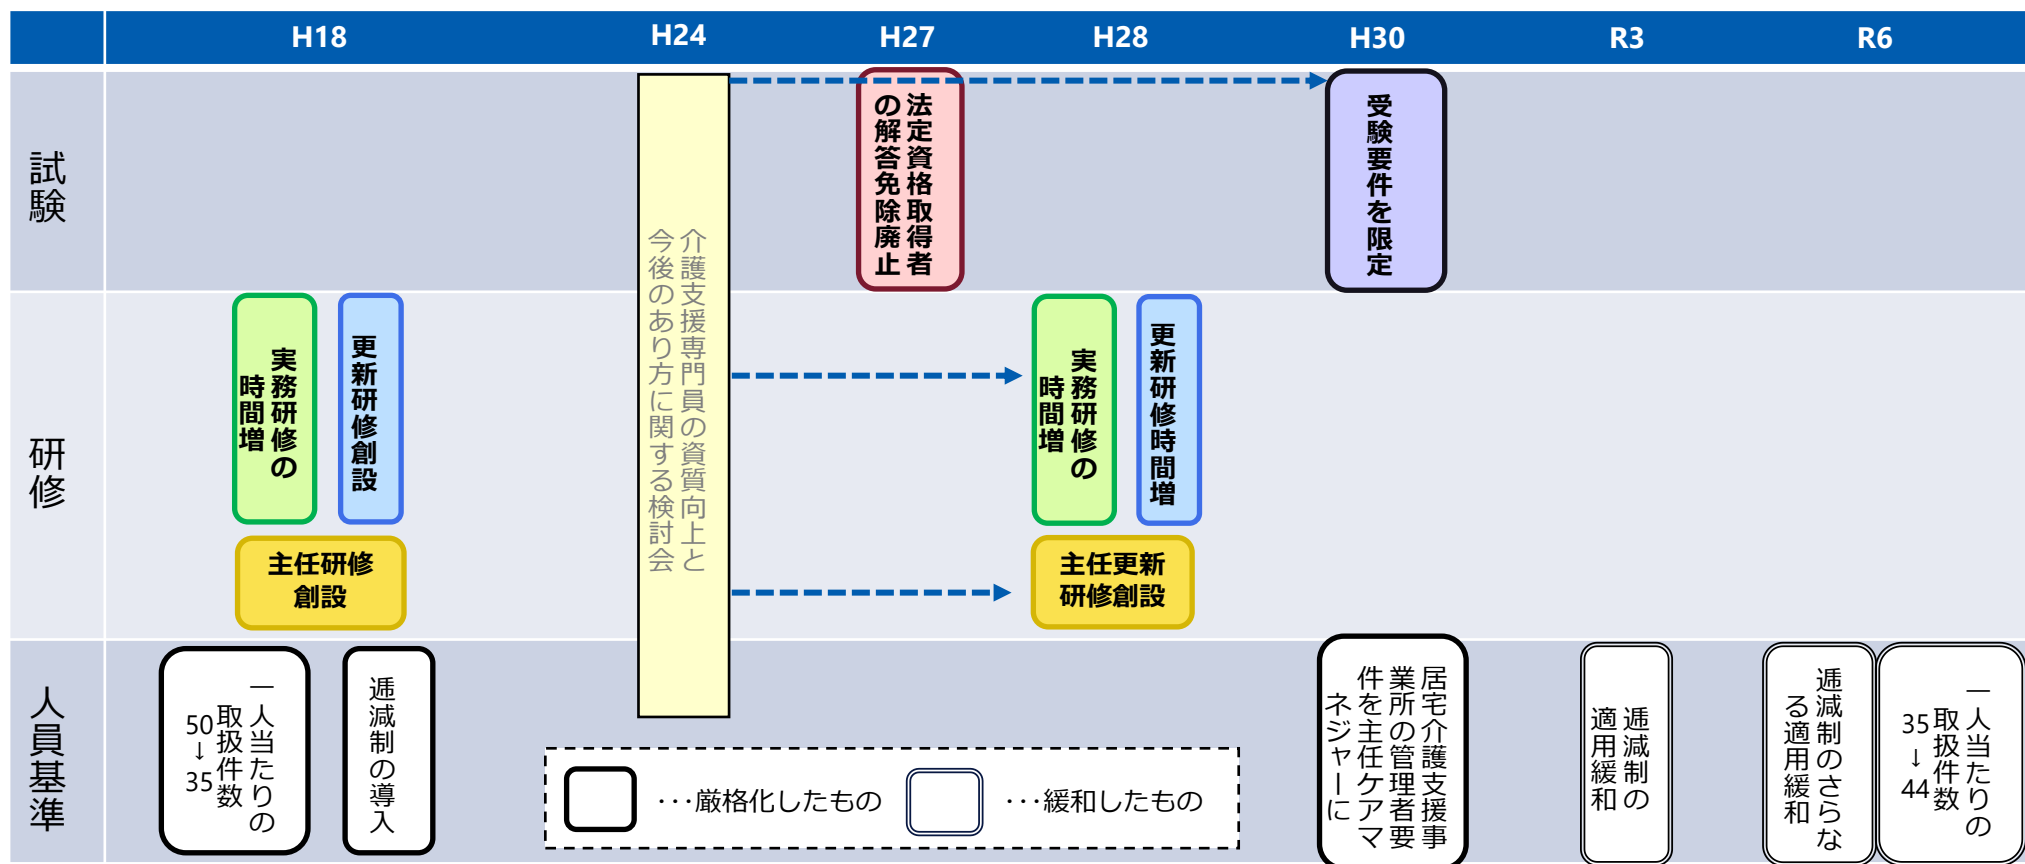 H18
H24
H27
H28
H30
R3
R6
試験
法定資格取得者
の解答免除廃止
受験要件を限定
介護支援専門員の資質向上と
今後のあり方に関する検討会
研修
実務研修の
時間増
更新研修創設
主任研修
創設
実務研修の
時間増
更新研修時間増
主任更新
研修創設
人員基準
一人当たりの
取扱件数
50
↓
35
逓減制の導入
居宅介護支援事
業所の管理者要
件を主任ケアマ
ネジャーに
逓減制の
適用緩和
逓減制のさらな
る適用緩和
一人当たりの
取扱件数
35
↓
44
･･･厳格化したもの
･･･緩和したもの